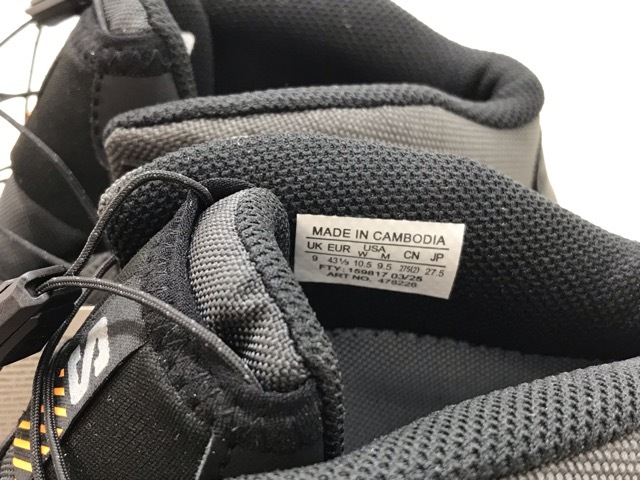 MADE IN CAMBODIA
UK EUR USA CN JP
W M
9 43⅓ 10.5 9.5 275(2) 27.5
FTY: 159817 03/25
ART NO. 478226
S